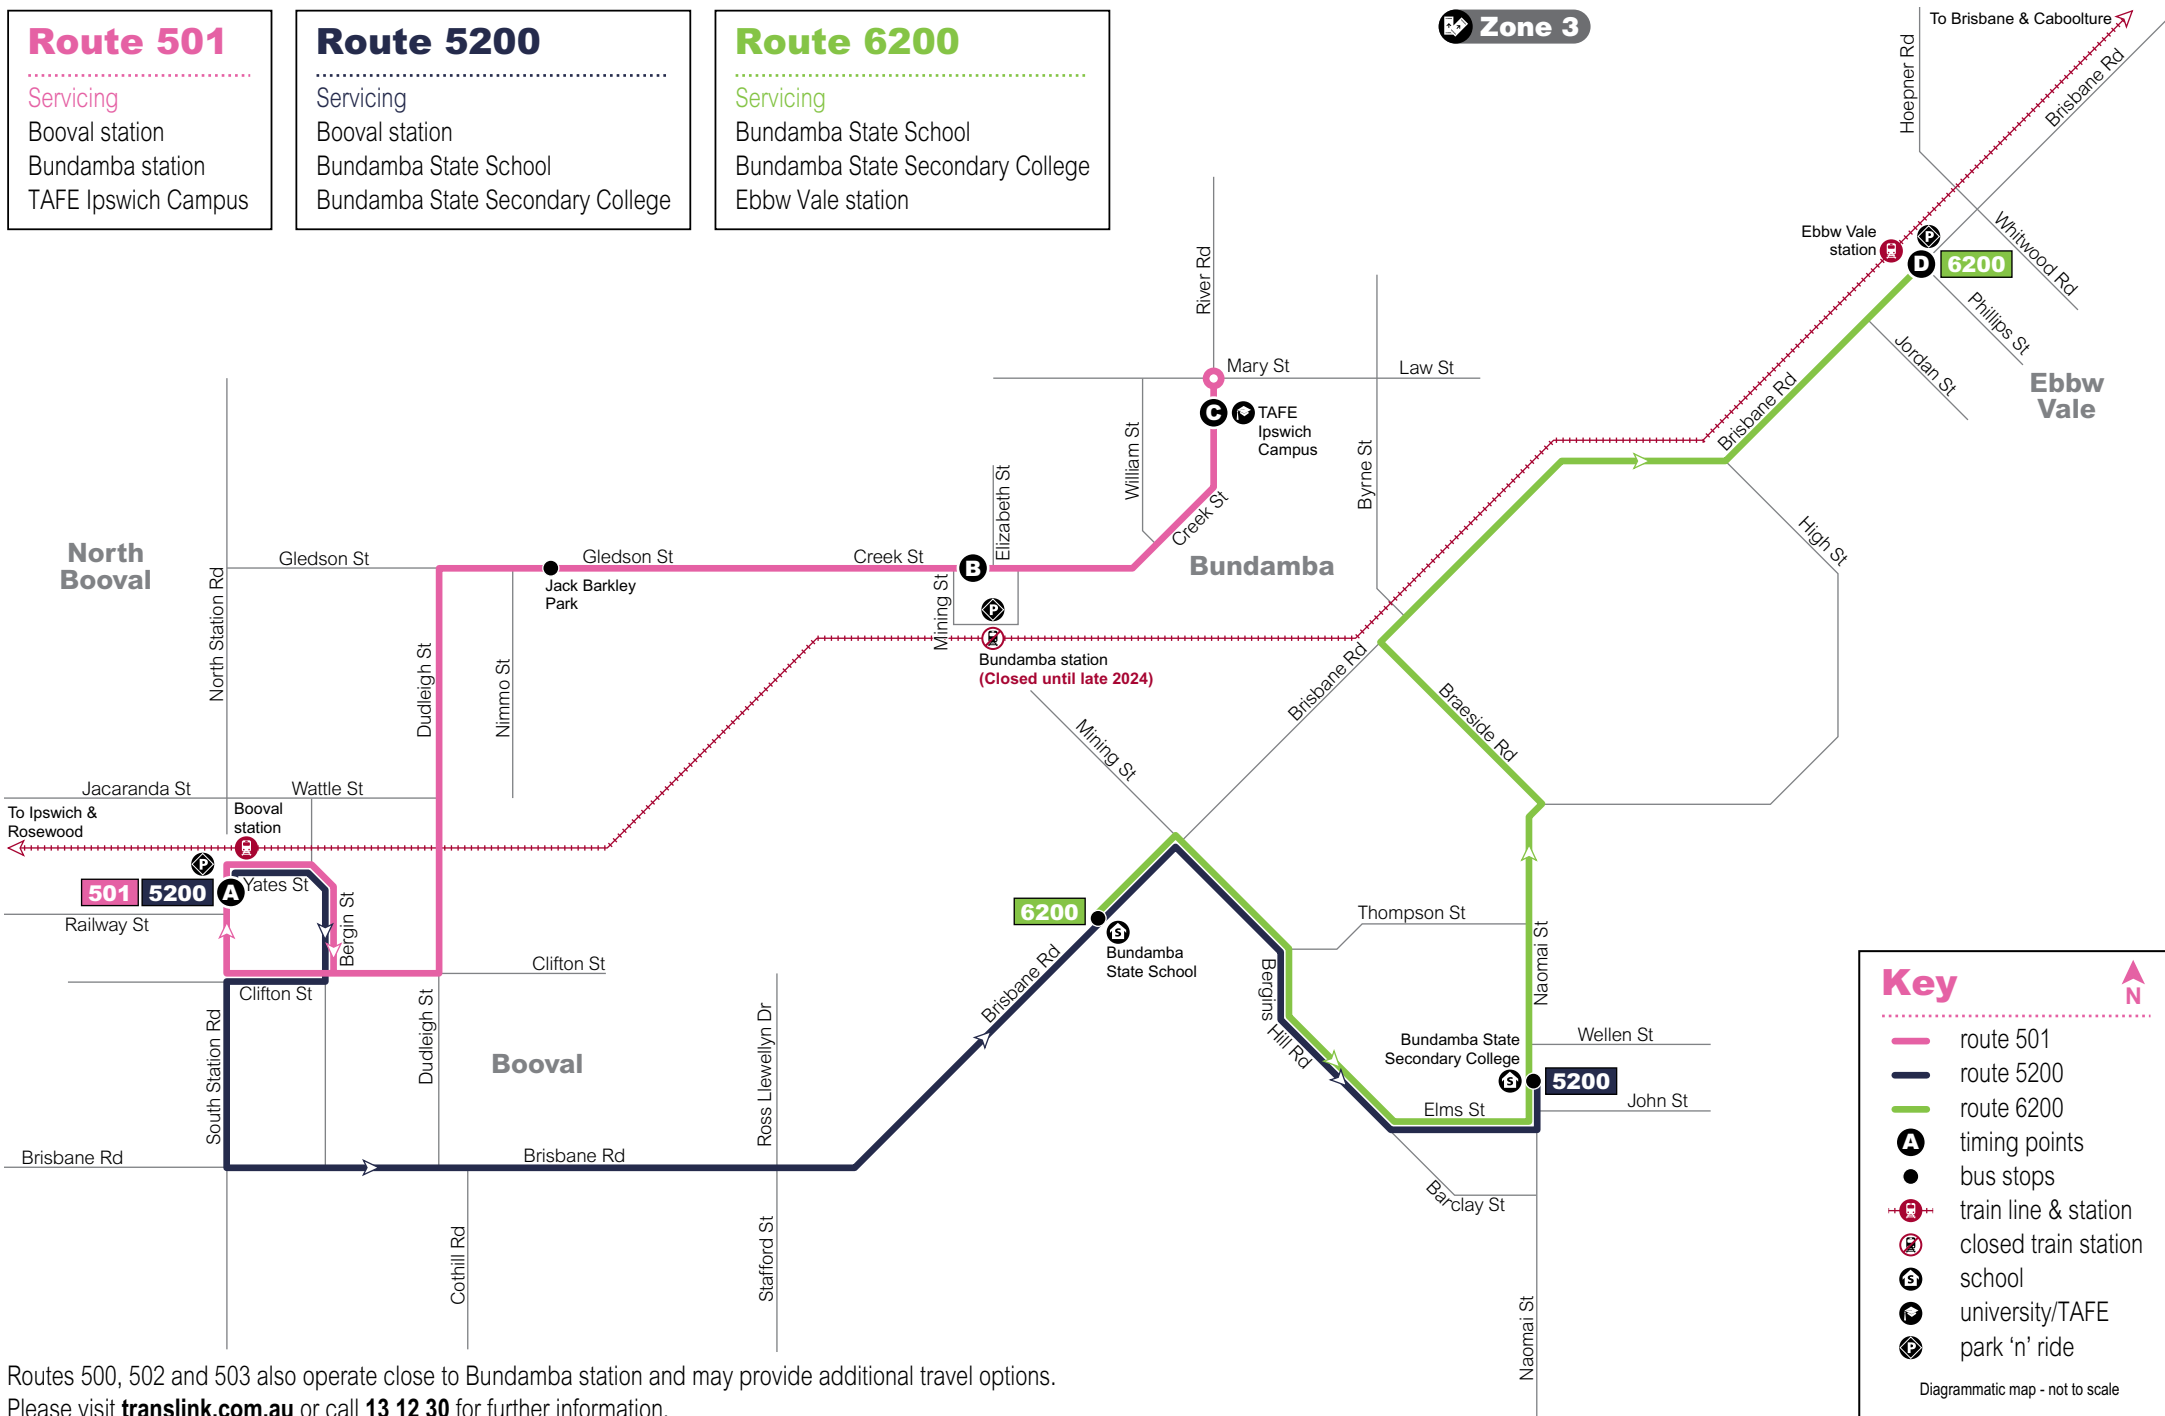 Route 501
Servicing
Booval station
Bundamba station
TAFE Ipswich Campus
Route 5200
Servicing
Booval station
Bundamba State School
Bundamba State Secondary College
Route 6200
Servicing
Bundamba State School
Bundamba State Secondary College
Ebbw Vale station
Zone 3
To Brisbane & Caboolture
Hoepner Rd
Brisbane Rd
Whitwood Rd
Ebbw Vale
station
P
D
6200
Phillips St
Jordan St
Ebbw
Vale
Brisbane Rd
River Rd
Mary St
Law St
C
TAFE
Ipswich
Campus
William St
Byrne St
Creek St
Elizabeth St
High St
North
Booval
Gledson St
Gledson St
Creek St
B
Bundamba
Jack Barkley
Park
North Station Rd
Dudleigh St
Nimmo St
Mining St
P
Bundamba station
(Closed until late 2024)
Mining St
Brisbane Rd
Braeside Rd
Jacaranda St
Wattle St
To Ipswich &
Rosewood
Booval
station
P
501
5200
A
Yates St
Railway St
Bergin St
Clifton St
Clifton St
South Station Rd
Dudleigh St
Booval
Ross Llewellyn Dr
Brisbane Rd
6200
S
Bundamba
State School
Bergins
Hill Rd
Thompson St
Naomai St
Bundamba State
Secondary College
S
5200
Wellen St
John St
Elms St
Barclay St
Brisbane Rd
Brisbane Rd
Cothill Rd
Stafford St
Naomai St
Key
N
route 501
route 5200
route 6200
A
timing points
bus stops
train line & station
closed train station
S
school
university/TAFE
P
park ‘n’ ride
Diagrammatic map - not to scale
Routes 500, 502 and 503 also operate close to Bundamba station and may provide additional travel options.
Please visit translink.com.au or call 13 12 30 for further information.